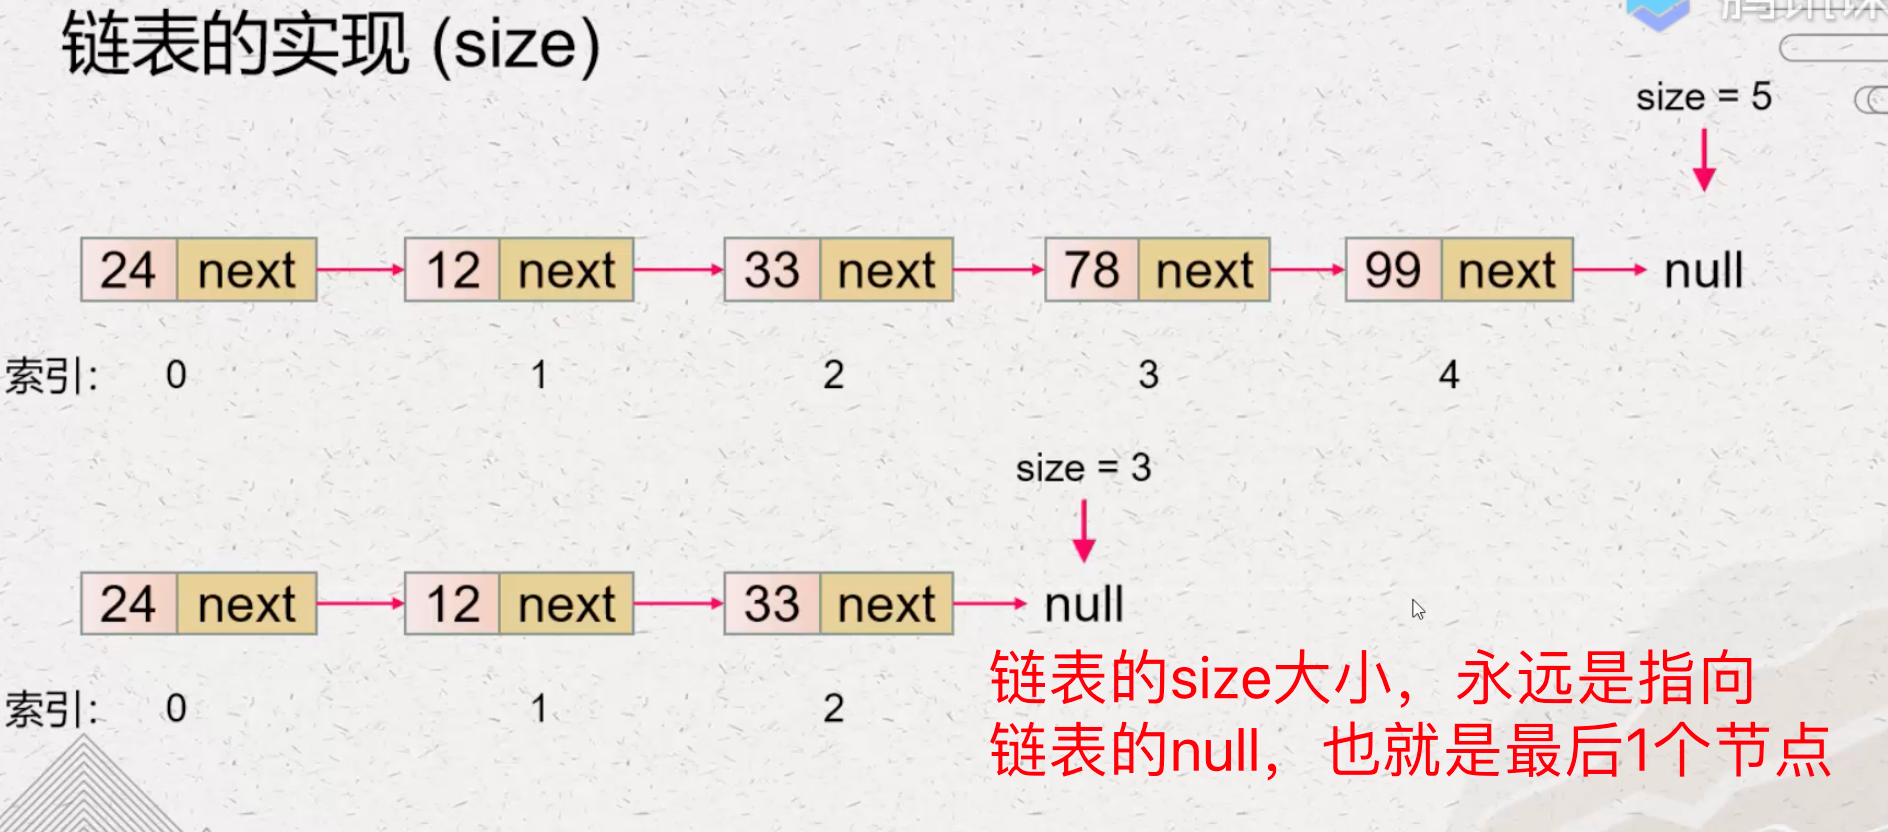 链表的实现 (size)
size = 5
24 next 12 next 33 next 78 next 99 next null
索引: 0 1 2 3 4
size = 3
24 next 12 next 33 next null
索引: 0 1 2
链表的size大小，永远是指向
链表的null，也就是最后1个节点